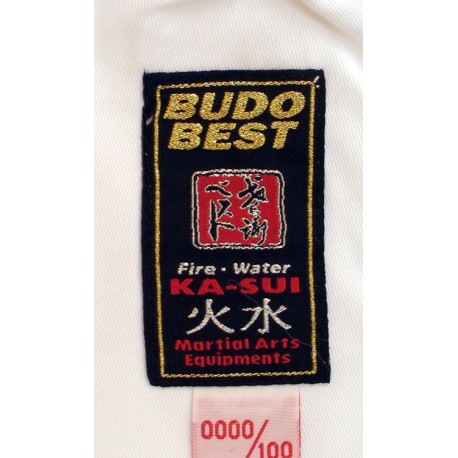 BUDO
BEST
Fire · Water
KA-SUI
火水
Martial Arts
Equipments
0000/100